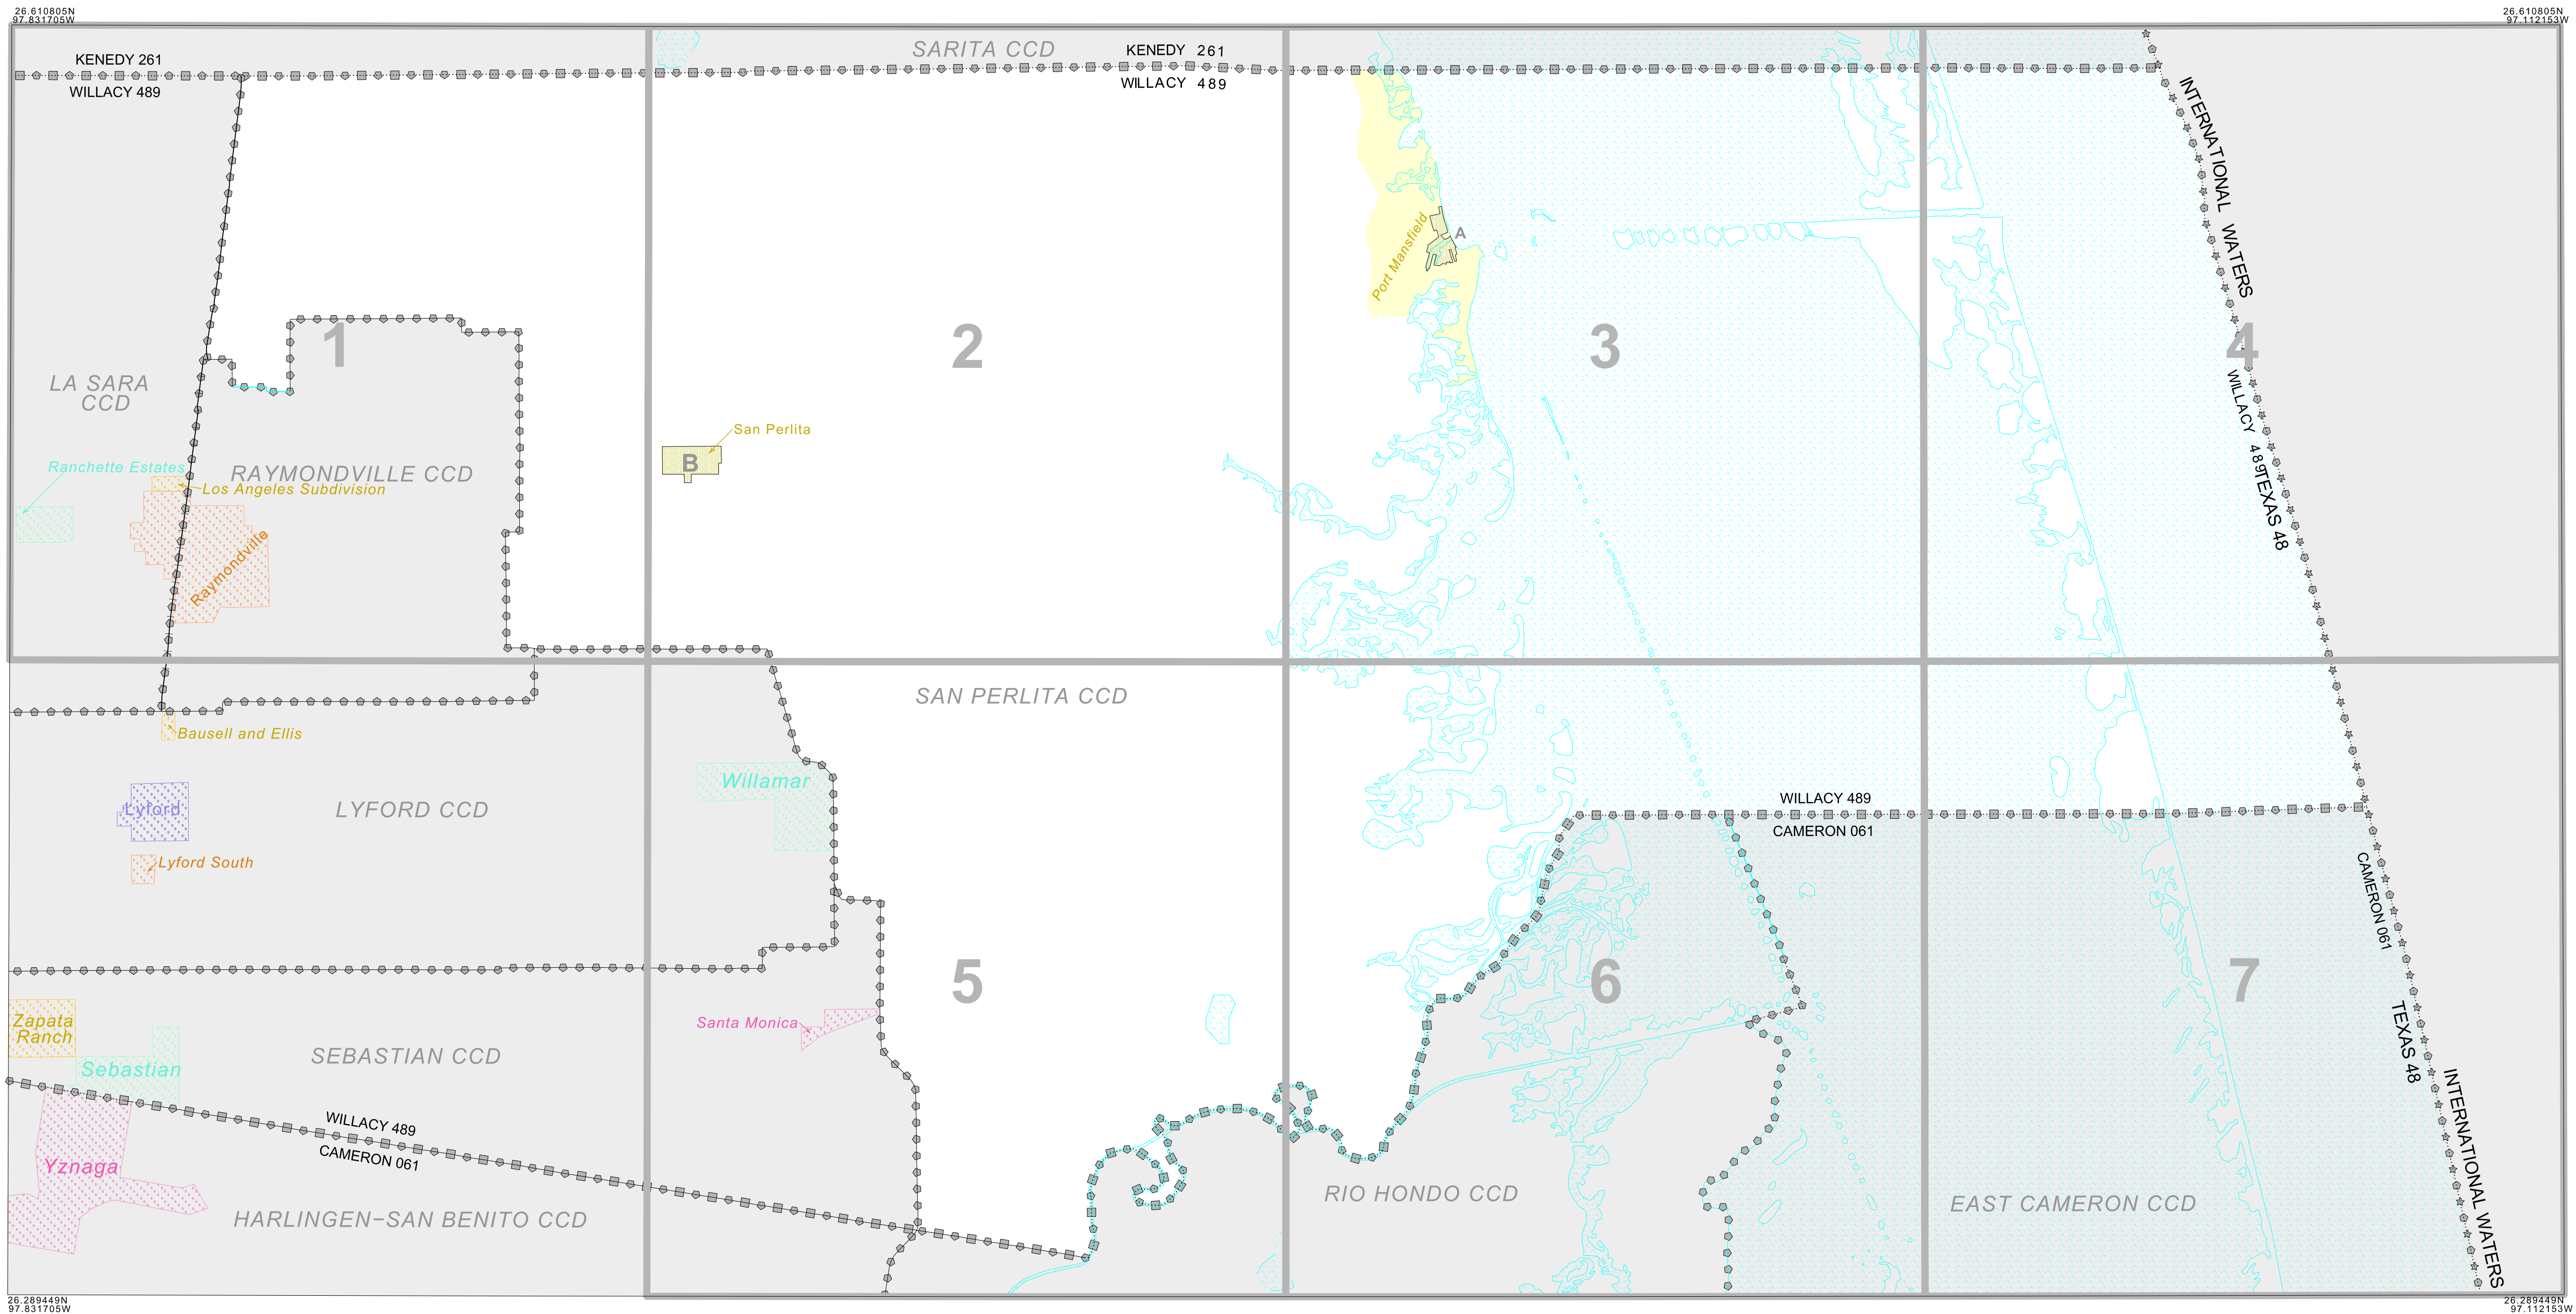 26.610805N
97.831705W
26.610805N
97.112153W
SARITA CCD
KENEDY 261
KENEDY 261
WILLACY 489
WILLACY 489
INTERNATIONAL WATERS
A
Port Mansfield
1
2
3
4
LA SARA
CCD
WILLACY 489
TEXAS 48
San Perlita
B
Ranchette Estates
RAYMONDVILLE CCD
Los Angeles Subdivision
Raymondville
SAN PERLITA CCD
Bausell and Ellis
Willamar
Lyford
LYFORD CCD
WILLACY 489
CAMERON 061
Lyford South
CAMERON 061
5
6
7
Zapata
Ranch
Santa Monica
SEBASTIAN CCD
Sebastian
TEXAS 48
INTERNATIONAL WATERS
WILLACY 489
CAMERON 061
Yznaga
HARLINGEN-SAN BENITO CCD
RIO HONDO CCD
EAST CAMERON CCD
26.289449N
97.831705W
26.289449N
97.112153W